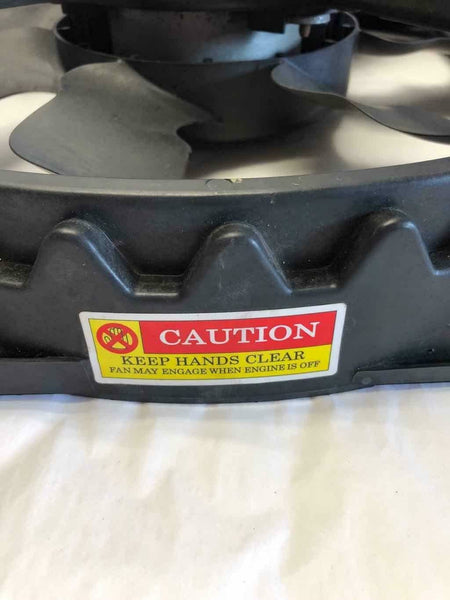 CAUTION
KEEP HANDS CLEAR
FAN MAY ENGAGE WHEN ENGINE IS OFF